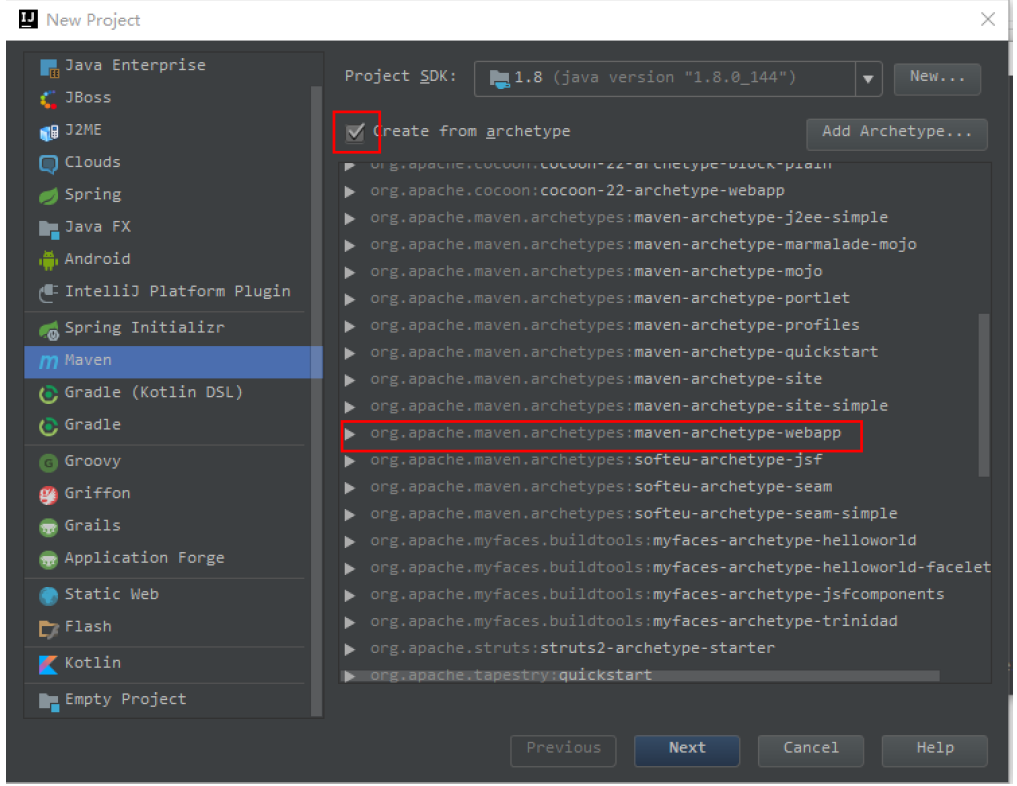 New Project
Java Enterprise
JBoss
J2ME
Clouds
Spring
Java FX
Android
IntelliJ Platform Plugin
Spring Initializr
Maven
Gradle (Kotlin DSL)
Gradle
Groovy
Griffon
Grails
Application Forge
Static Web
Flash
Kotlin
Empty Project
Project SDK: 1.8 (java version "1.8.0_144") New...
Create from archetype Add Archetype...
org.apache.cocoon:cocoon-22-archetype-block-plain
org.apache.cocoon:cocoon-22-archetype-webapp
org.apache.maven.archetypes:maven-archetype-j2ee-simple
org.apache.maven.archetypes:maven-archetype-marmalade-mojo
org.apache.maven.archetypes:maven-archetype-mojo
org.apache.maven.archetypes:maven-archetype-portlet
org.apache.maven.archetypes:maven-archetype-profiles
org.apache.maven.archetypes:maven-archetype-quickstart
org.apache.maven.archetypes:maven-archetype-site
org.apache.maven.archetypes:maven-archetype-site-simple
org.apache.maven.archetypes:maven-archetype-webapp
org.apache.maven.archetypes:softeu-archetype-jsf
org.apache.maven.archetypes:softeu-archetype-seam
org.apache.maven.archetypes:softeu-archetype-seam-simple
org.apache.myfaces.buildtools:myfaces-archetype-helloworld
org.apache.myfaces.buildtools:myfaces-archetype-helloworld-facelet
org.apache.myfaces.buildtools:myfaces-archetype-jsfcomponents
org.apache.myfaces.buildtools:myfaces-archetype-trinidad
org.apache.struts:struts2-archetype-starter
org.apache.tapestry:quickstart
Previous Next Cancel Help